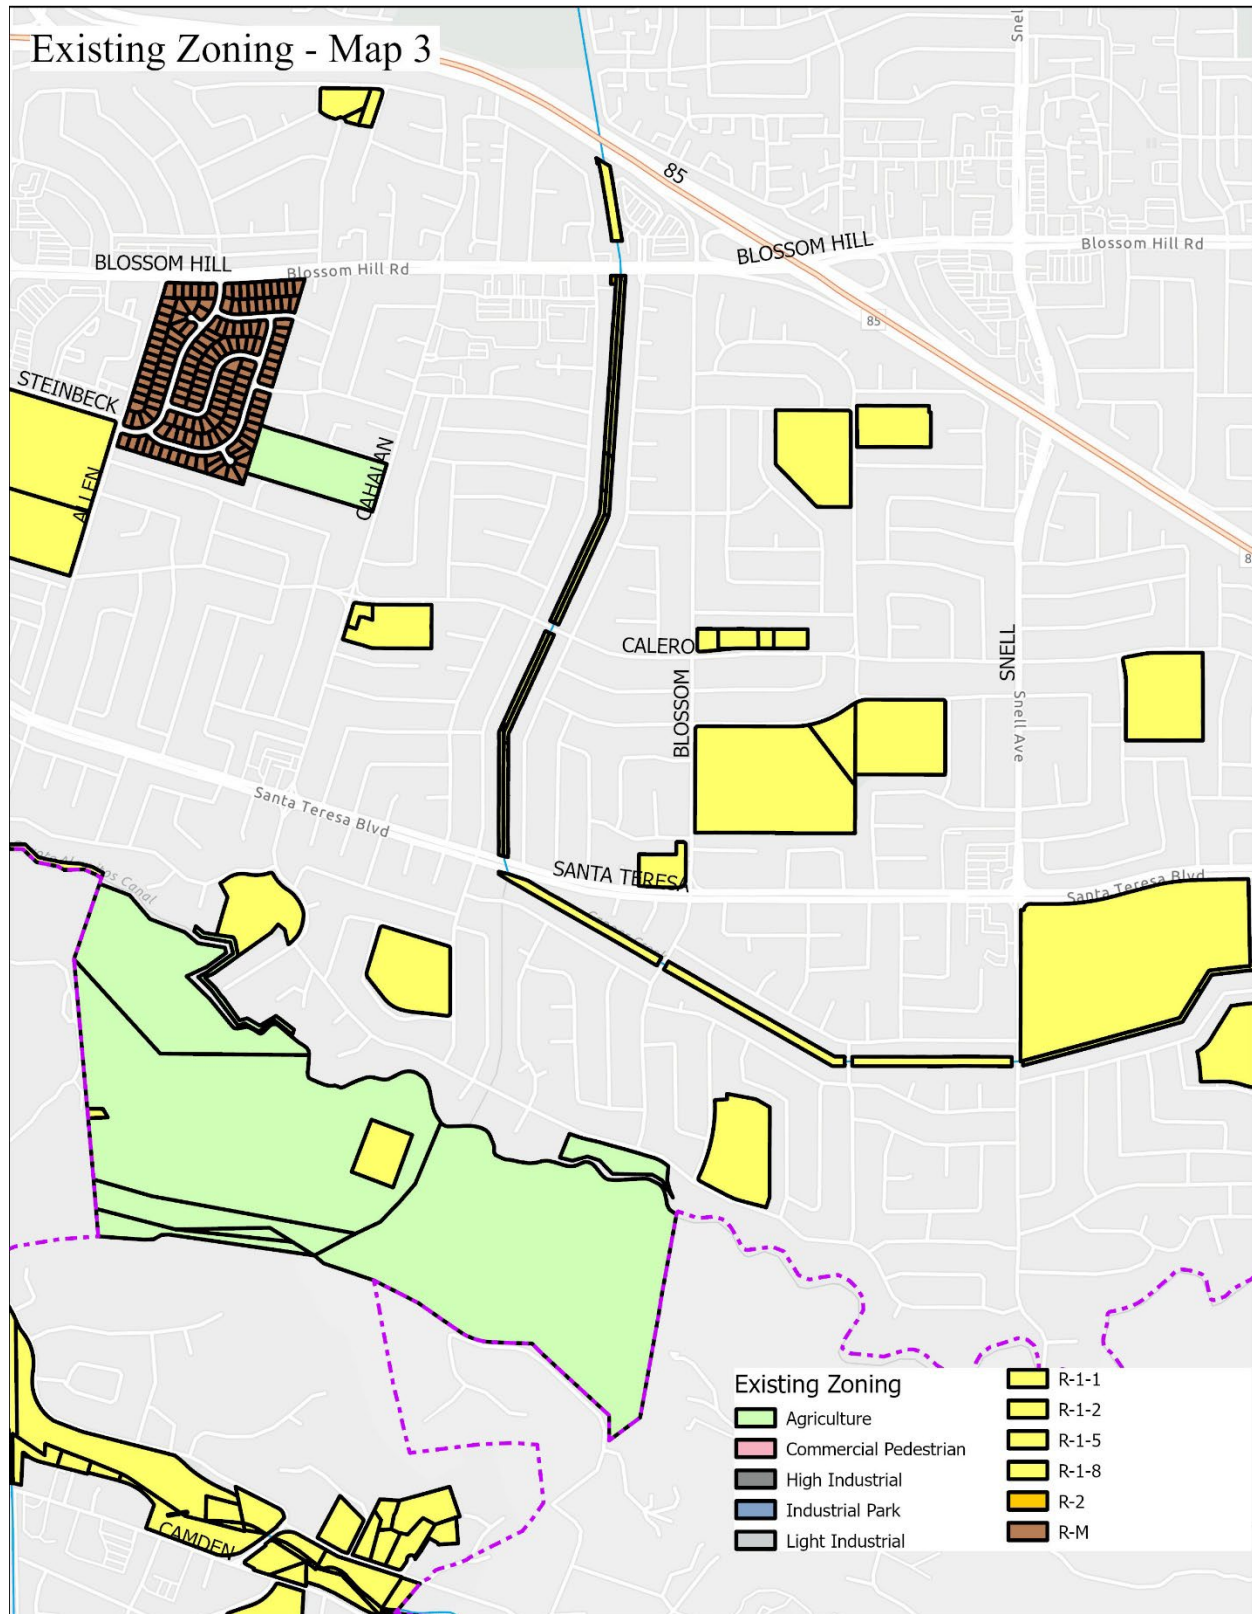 Existing Zoning - Map 3
Snel
85
BLOSSOM HILL
Blossom Hill Rd
BLOSSOM HILL
Blossom Hill Rd
85
STEINBECK
CAHALAN
ALLEN
8
CALERO
SNELL
BLOSSOM
Snell Ave
Santa Teresa Blvd
SANTA TERESA
Santa Teresa Blvd
Canal
Existing Zoning
Agriculture
Commercial Pedestrian
High Industrial
Industrial Park
Light Industrial
R-1-1
R-1-2
R-1-5
R-1-8
R-2
R-M
CAMDEN